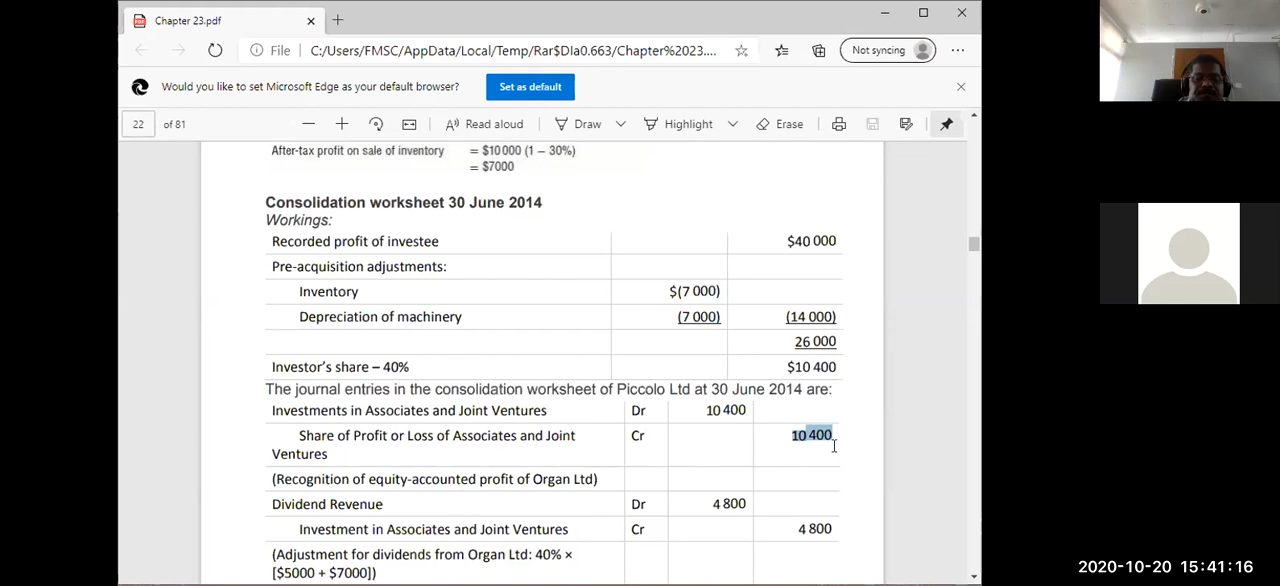 Chapter 23.pdf
File
C:/Users/FMSC/AppData/Local/Temp/Rar$DIa0.663/Chapter%2023....
Not syncing
Would you like to set Microsoft Edge as your default browser?
Set as default
22 of 81
Read aloud
Draw
Highlight
Erase
After-tax profit on sale of inventory = $10 000 (1 – 30%)
= $7000
Consolidation worksheet 30 June 2014
Workings:
Recorded profit of investee $40 000
Pre-acquisition adjustments:
Inventory $(7 000)
Depreciation of machinery (7 000) (14 000)
26 000
Investor's share – 40% $10 400
The journal entries in the consolidation worksheet of Piccolo Ltd at 30 June 2014 are:
Investments in Associates and Joint Ventures Dr 10 400
Share of Profit or Loss of Associates and Joint Cr 10 400
Ventures
(Recognition of equity-accounted profit of Organ Ltd)
Dividend Revenue Dr 4 800
Investment in Associates and Joint Ventures Cr 4 800
(Adjustment for dividends from Organ Ltd: 40% ×
[$5000 + $7000])
2020-10-20 15:41:16